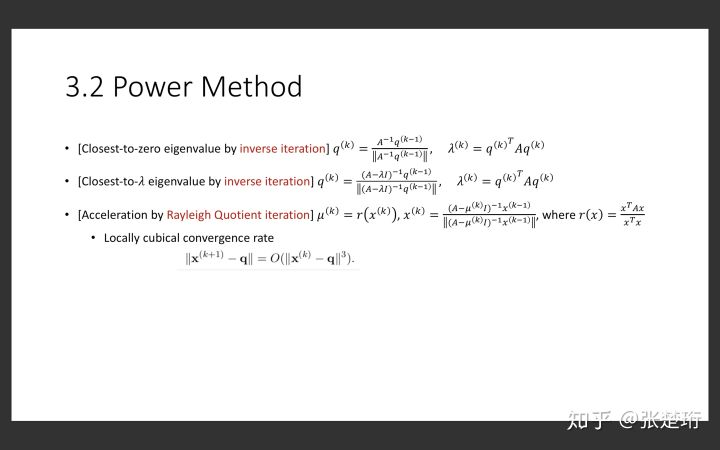 3.2 Power Method
• [Closest-to-zero eigenvalue by inverse iteration] $q^{(k)} = \frac{A^{-1}q^{(k-1)}}{\|A^{-1}q^{(k-1)}\|}$, $\lambda^{(k)} = q^{(k)^T} A q^{(k)}$
• [Closest-to-$\lambda$ eigenvalue by inverse iteration] $q^{(k)} = \frac{(A-\lambda I)^{-1}q^{(k-1)}}{\|(A-\lambda I)^{-1}q^{(k-1)}\|}$, $\lambda^{(k)} = q^{(k)^T} A q^{(k)}$
• [Acceleration by Rayleigh Quotient iteration] $\mu^{(k)} = r(x^{(k)})$, $x^{(k)} = \frac{(A-\mu^{(k)}I)^{-1}x^{(k-1)}}{\|(A-\mu^{(k)}I)^{-1}x^{(k-1)}\|}$, where $r(x) = \frac{x^T A x}{x^T x}$
• Locally cubical convergence rate
$\|\mathbf{x}^{(k+1)} - \mathbf{q}\| = O(\|\mathbf{x}^{(k)} - \mathbf{q}\|^3).$
知乎 @张楚珩